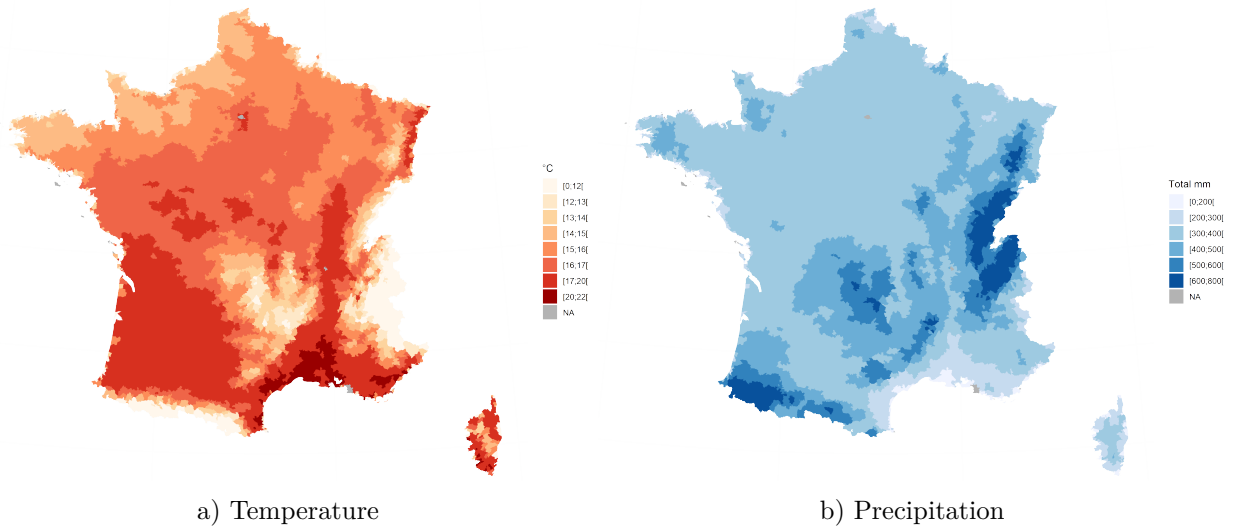 °C
[0;12[
[12;13[
[13;14[
[14;15[
[15;16[
[16;17[
[17;20[
[20;22[
NA
Total mm
[0;200[
[200;300[
[300;400[
[400;500[
[500;600[
[600;800[
NA
a) Temperature
b) Precipitation